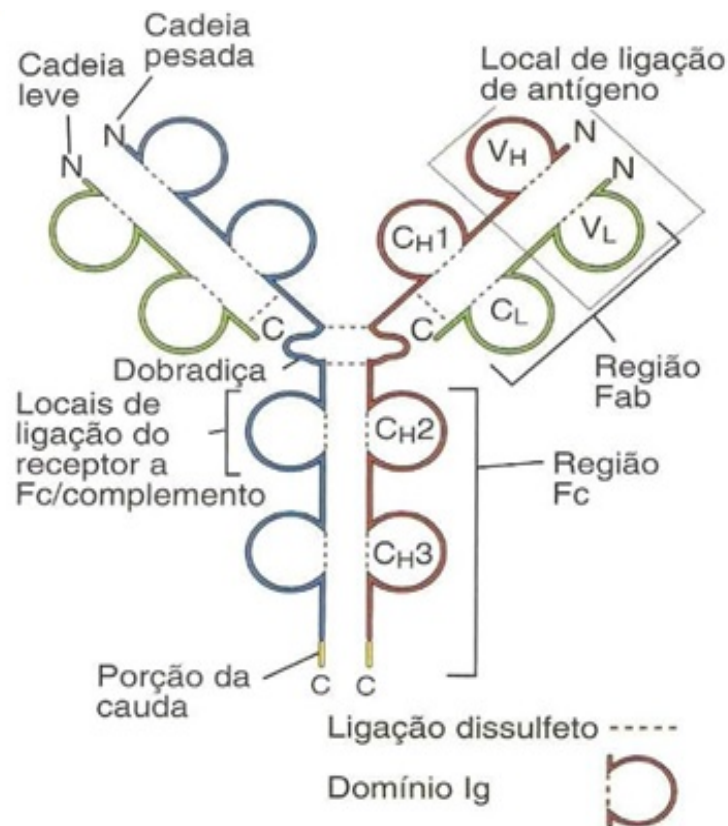 Cadeia
pesada
Cadeia
leve
Local de ligação
de antígeno
N
N
N
N
VH
VL
CH1
CL
C
C
Dobradiça
Região
Fab
Locais de
ligação do
receptor a
Fc/complemento
CH2
Região
Fc
CH3
Porção da
cauda
C
C
Ligação dissulfeto
Domínio Ig